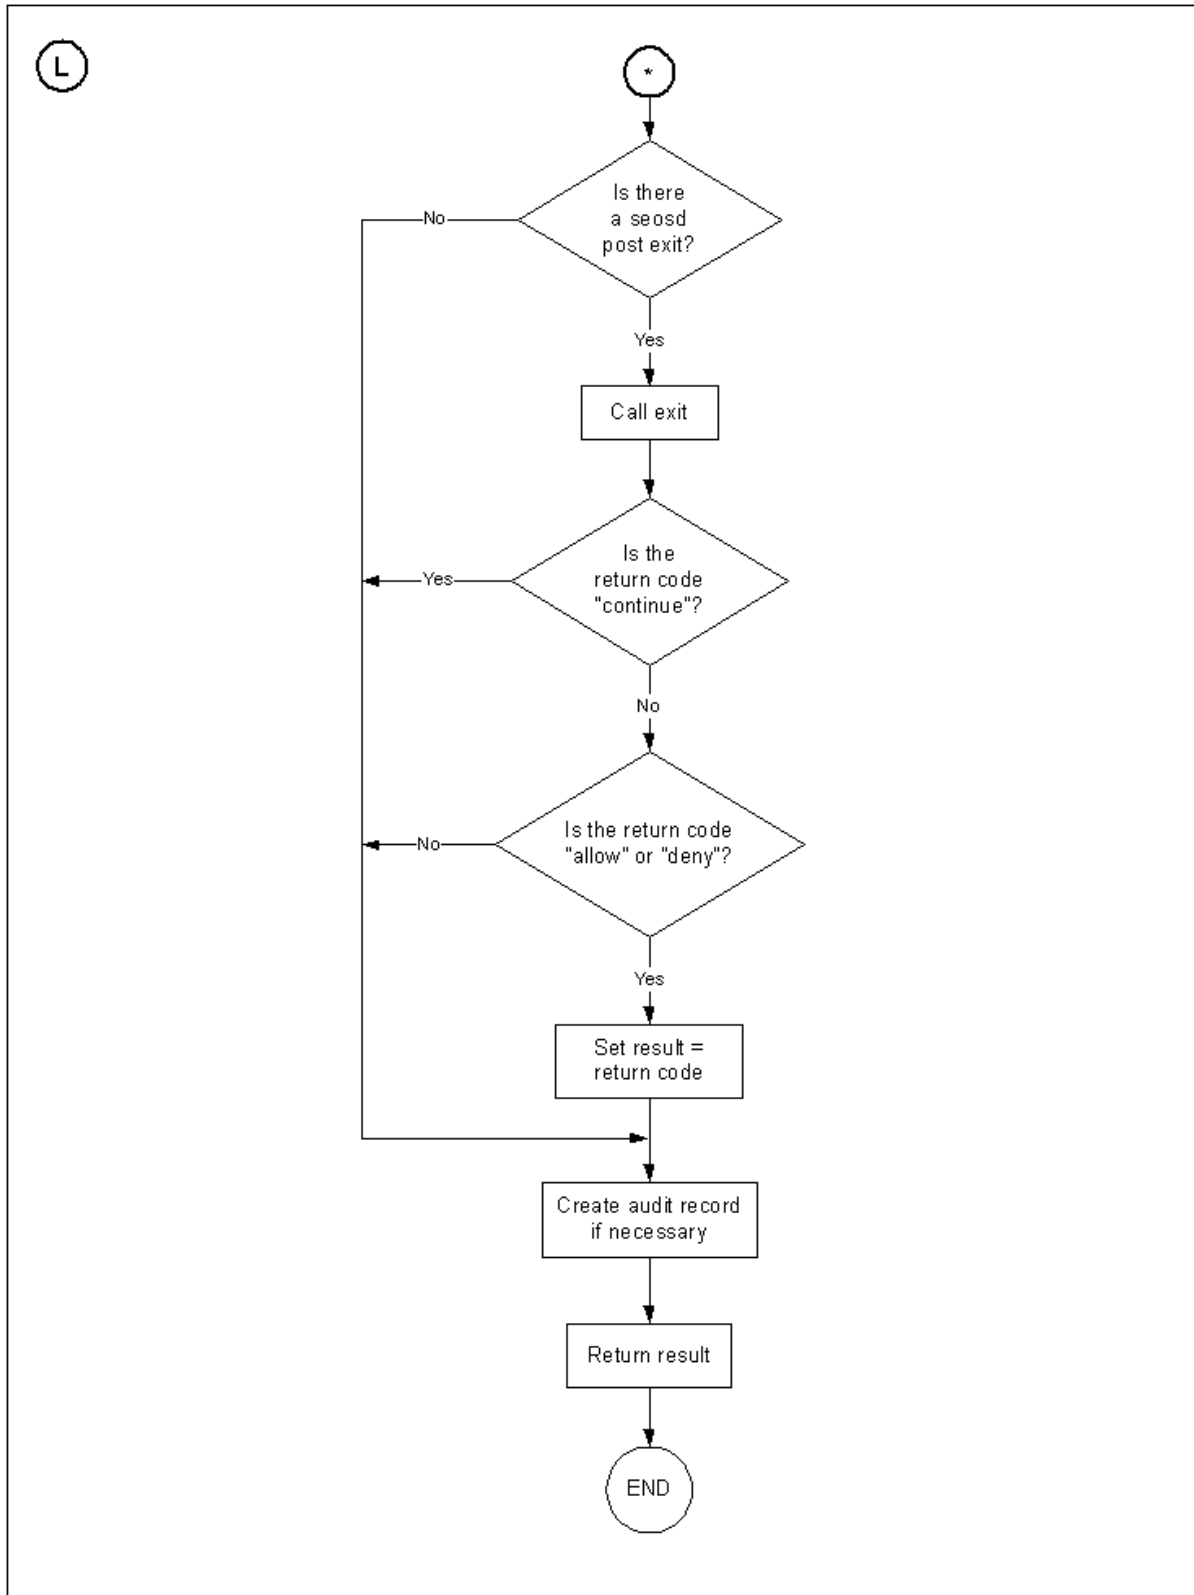 L
*
Is there
a seosd
post exit?
No
Yes
Call exit
Is the
return code
"continue"?
Yes
No
Is the return code
"allow" or "deny"?
No
Yes
Set result =
return code
Create audit record
if necessary
Return result
END